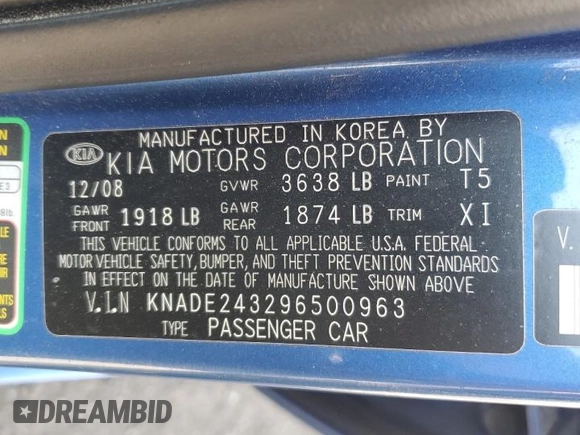 MANUFACTURED IN KOREA BY
KIA KIA MOTORS CORPORATION
12/08 GVWR 3638 LB PAINT T5
GAWR FRONT 1918 LB GAWR REAR 1874 LB TRIM XI
THIS VEHICLE CONFORMS TO ALL APPLICABLE U.S.A. FEDERAL
MOTOR VEHICLE SAFETY, BUMPER, AND THEFT PREVENTION STANDARDS
IN EFFECT ON THE DATE OF MANUFACTURE SHOWN ABOVE
V.I.N KNADE243296500963
TYPE PASSENGER CAR
V.
DREAMBID